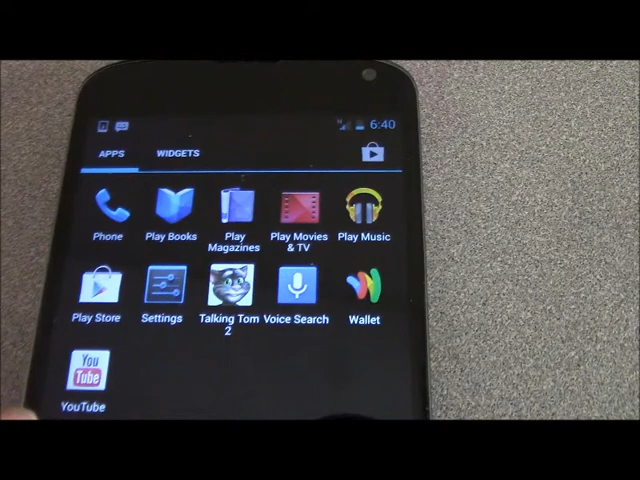 6:40
APPS WIDGETS
Phone Play Books Play Magazines Play Movies & TV Play Music
Play Store Settings Talking Tom 2 Voice Search Wallet
You Tube
YouTube